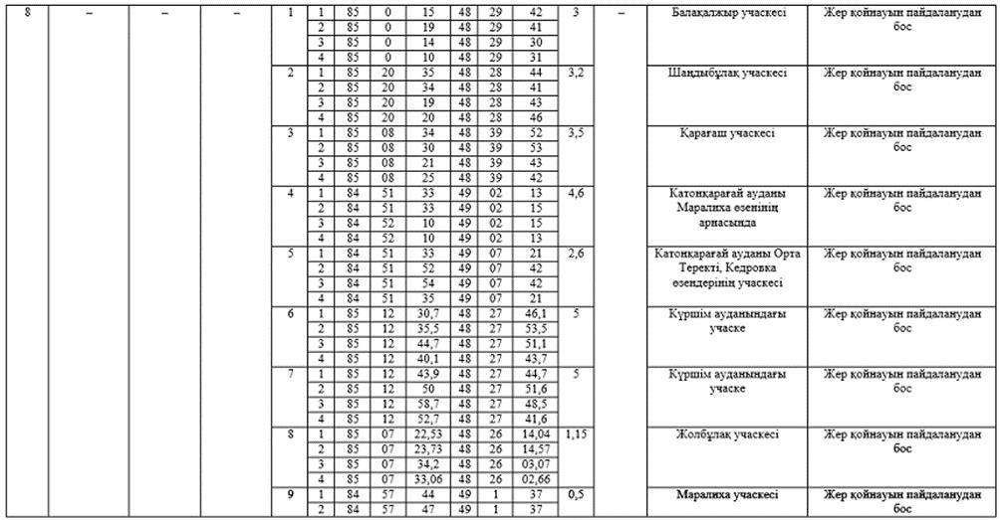 8 – – – 1 1 85 0 15 48 29 42 3 – Балақалжыр учаскесі Жер қойнауын пайдаланудан
2 85 0 19 48 29 41 бос
3 85 0 14 48 29 30
4 85 0 10 48 29 31
2 1 85 20 35 48 28 44 3,2 Шаңдыбұлақ учаскесі Жер қойнауын пайдаланудан
2 85 20 34 48 28 41 бос
3 85 20 19 48 28 43
4 85 20 20 48 28 46
3 1 85 08 34 48 39 52 3,5 Қарағаш учаскесі Жер қойнауын пайдаланудан
2 85 08 30 48 39 53 бос
3 85 08 21 48 39 43
4 85 08 25 48 39 42
4 1 84 51 33 49 02 13 4,6 Катонқарағай ауданы Жер қойнауын пайдаланудан
2 84 51 33 49 02 15 Маралиха өзенінің бос
3 84 52 10 49 02 15 арнасында
4 84 52 10 49 02 13
5 1 84 51 33 49 07 21 2,6 Катонқарағай ауданы Орта Жер қойнауын пайдаланудан
2 84 51 52 49 07 42 Теректі, Кедровка бос
3 84 51 54 49 07 42 өзендерінің учаскесі
4 84 51 35 49 07 21
6 1 85 12 30,7 48 27 46,1 5 Күршім ауданындағы Жер қойнауын пайдаланудан
2 85 12 35,5 48 27 53,5 учаске бос
3 85 12 44,7 48 27 51,1
4 85 12 40,1 48 27 43,7
7 1 85 12 43,9 48 27 44,7 5 Күршім ауданындағы Жер қойнауын пайдаланудан
2 85 12 50 48 27 51,6 учаске бос
3 85 12 58,7 48 27 48,5
4 85 12 52,7 48 27 41,6
8 1 85 07 22,53 48 26 14,04 1,15 Жолбұлақ учаскесі Жер қойнауын пайдаланудан
2 85 07 23,73 48 26 14,57 бос
3 85 07 34,2 48 26 03,07
4 85 07 33,06 48 26 02,66
9 1 84 57 44 49 1 37 0,5 Маралиха учаскесі Жер қойнауын пайдаланудан
2 84 57 47 49 1 37 бос